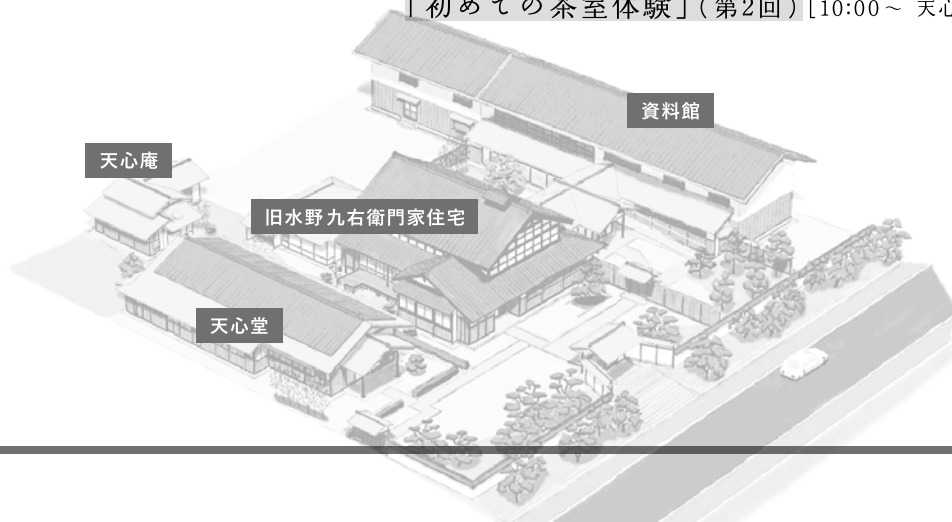 「初めての茶室体験」(第2回) [10:00～ 天心
資料館
天心庵
旧水野九右衛門家住宅
天心堂